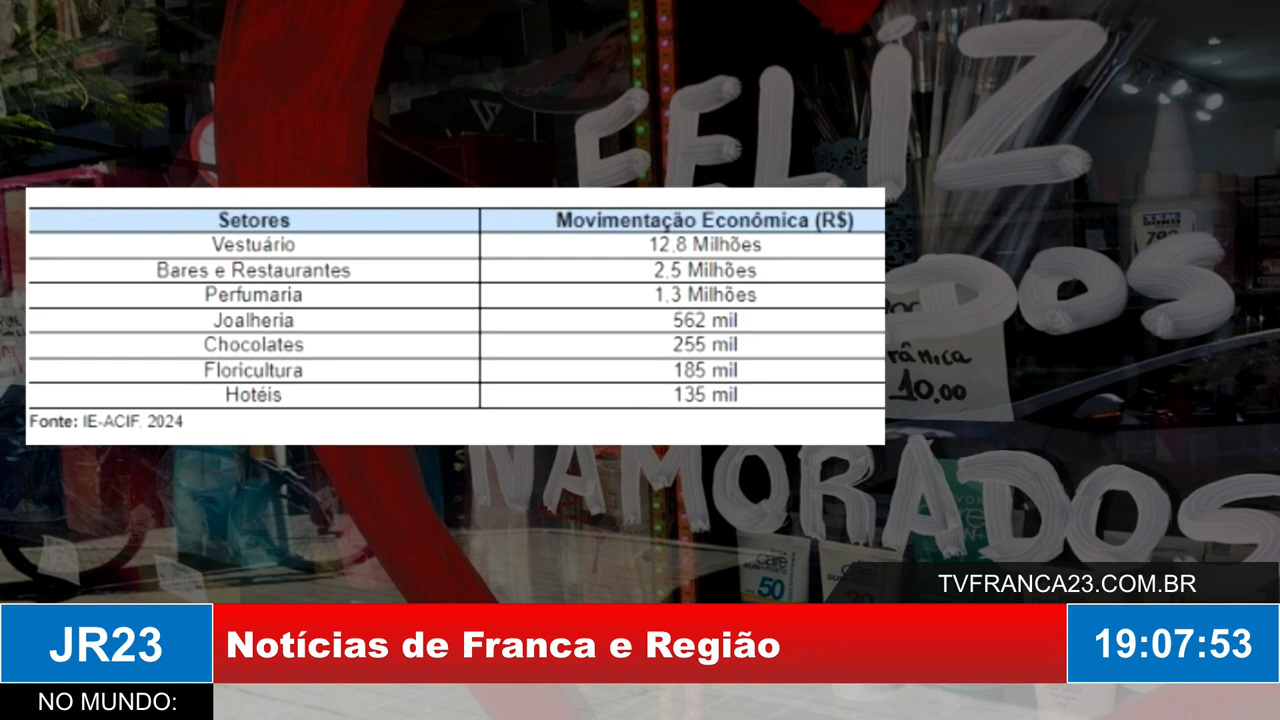 FELIZ
DOS
NAMORADOS
Setores Movimentação Econômica (R$)
Vestuário 12,8 Milhões
Bares e Restaurantes 2,5 Milhões
Perfumaria 1,3 Milhões
Joalheria 562 mil
Chocolates 255 mil
Floricultura 185 mil
Hotéis 135 mil
Fonte: IE-ACIF, 2024
10,00
care
SUN+
50
TVFRANCA23.COM.BR
JR23
Notícias de Franca e Região
19:07:53
NO MUNDO: